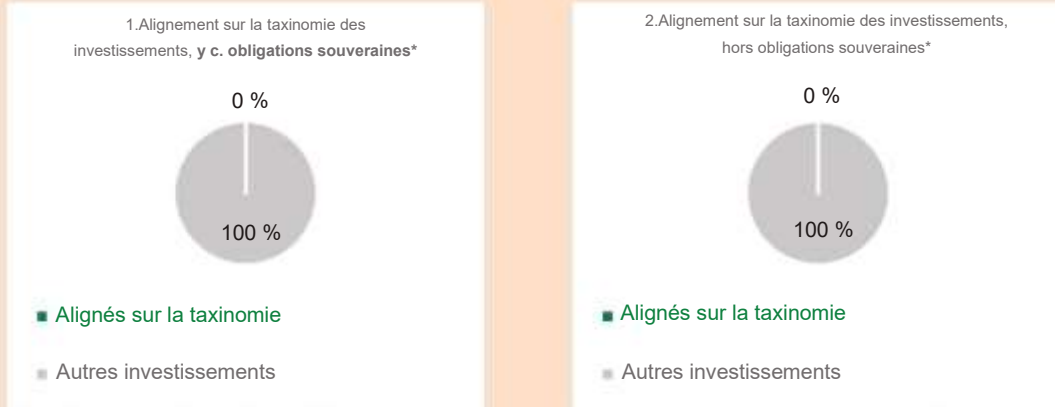 1.Alignement sur la taxinomie des
investissements, y c. obligations souveraines*
0 %
100 %
Alignés sur la taxinomie
Autres investissements
2.Alignement sur la taxinomie des investissements,
hors obligations souveraines*
0 %
100 %
Alignés sur la taxinomie
Autres investissements